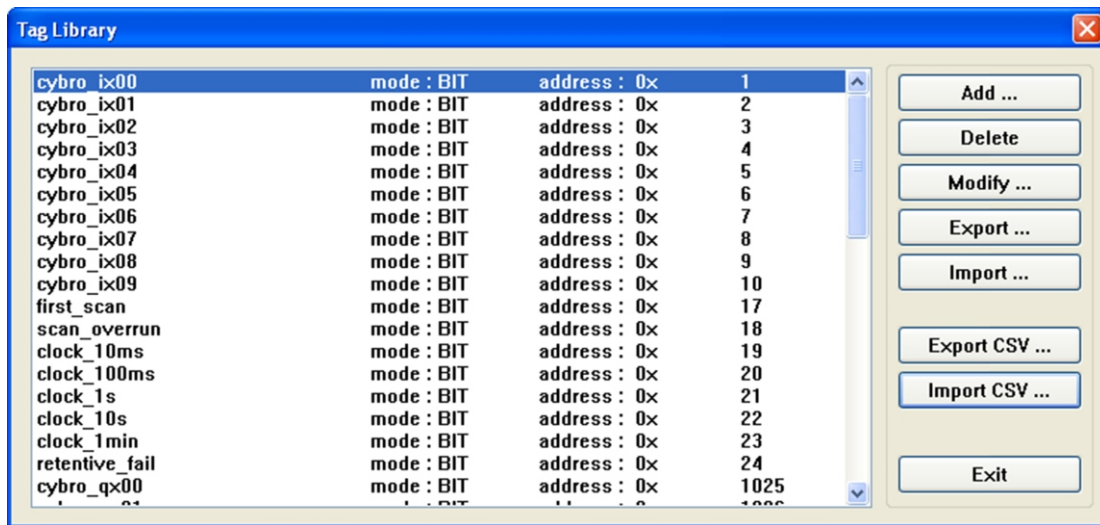 Tag Library
cybro_ix00 mode : BIT address : 0x 1
cybro_ix01 mode : BIT address : 0x 2
cybro_ix02 mode : BIT address : 0x 3
cybro_ix03 mode : BIT address : 0x 4
cybro_ix04 mode : BIT address : 0x 5
cybro_ix05 mode : BIT address : 0x 6
cybro_ix06 mode : BIT address : 0x 7
cybro_ix07 mode : BIT address : 0x 8
cybro_ix08 mode : BIT address : 0x 9
cybro_ix09 mode : BIT address : 0x 10
first_scan mode : BIT address : 0x 17
scan_overrun mode : BIT address : 0x 18
clock_10ms mode : BIT address : 0x 19
clock_100ms mode : BIT address : 0x 20
clock_1s mode : BIT address : 0x 21
clock_10s mode : BIT address : 0x 22
clock_1min mode : BIT address : 0x 23
retentive_fail mode : BIT address : 0x 24
cybro_qx00 mode : BIT address : 0x 1025
Add ...
Delete
Modify ...
Export ...
Import ...
Export CSV ...
Import CSV ...
Exit